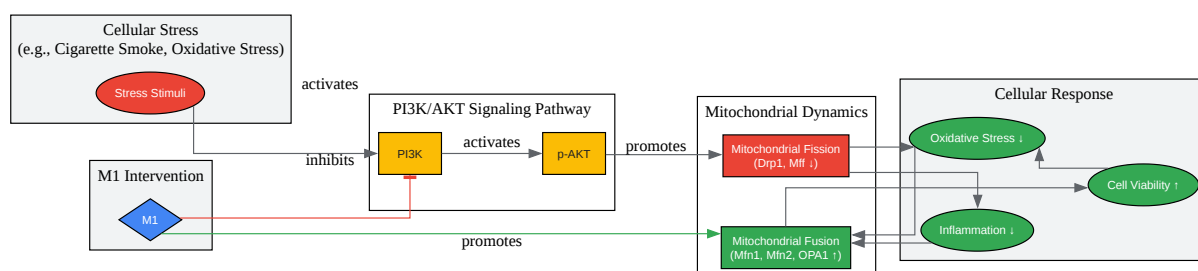 Cellular Stress
(e.g., Cigarette Smoke, Oxidative Stress)
Stress Stimuli
activates
inhibits
M1 Intervention
M1
PI3K/AKT Signaling Pathway
PI3K
activates
p-AKT
promotes
promotes
Mitochondrial Dynamics
Mitochondrial Fission
(Drp1, Mff ↓)
Mitochondrial Fusion
(Mfn1, Mfn2, OPA1 ↑)
Cellular Response
Oxidative Stress ↓
Cell Viability ↑
Inflammation ↓